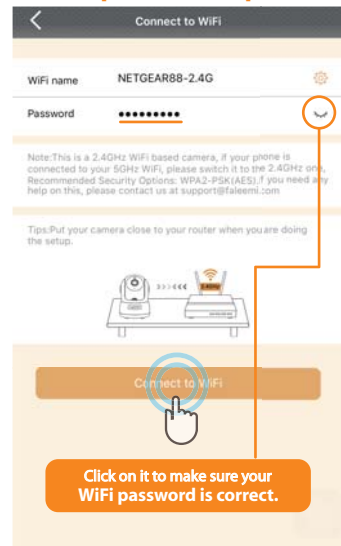 Connect to WiFi
WiFi name NETGEAR88-2.4G
Password •••••••••
Note:This is a 2.4GHz WiFi based camera, if your phone is
connected to your 5GHz WiFi, please switch it to the 2.4GHz one,
Recommended Security Options: WPA2-PSK(AES).If you need any
help on this, please contact us at support@faleemi.com
Tips:Put your camera close to your router when you are doing
the setup.
2.4GHz
Connect to WiFi
Click on it to make sure your
WiFi password is correct.